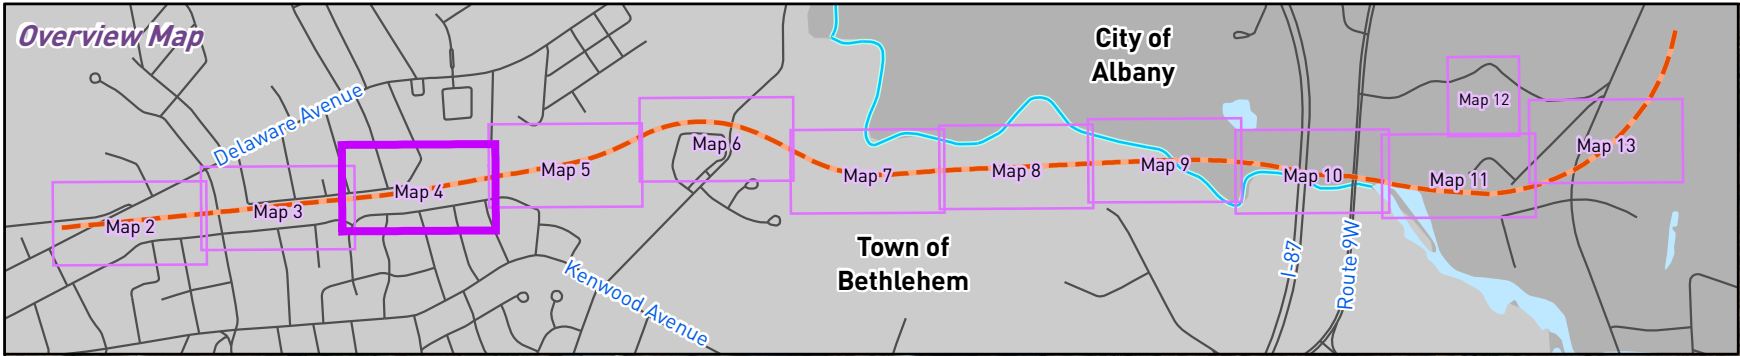 Overview Map
City of
Albany
Delaware Avenue
Map 2
Map 3
Map 4
Map 5
Map 6
Map 7
Map 8
Map 9
Map 10
Map 11
Map 12
Map 13
Town of
Bethlehem
Kenwood Avenue
I-87
Route 9W